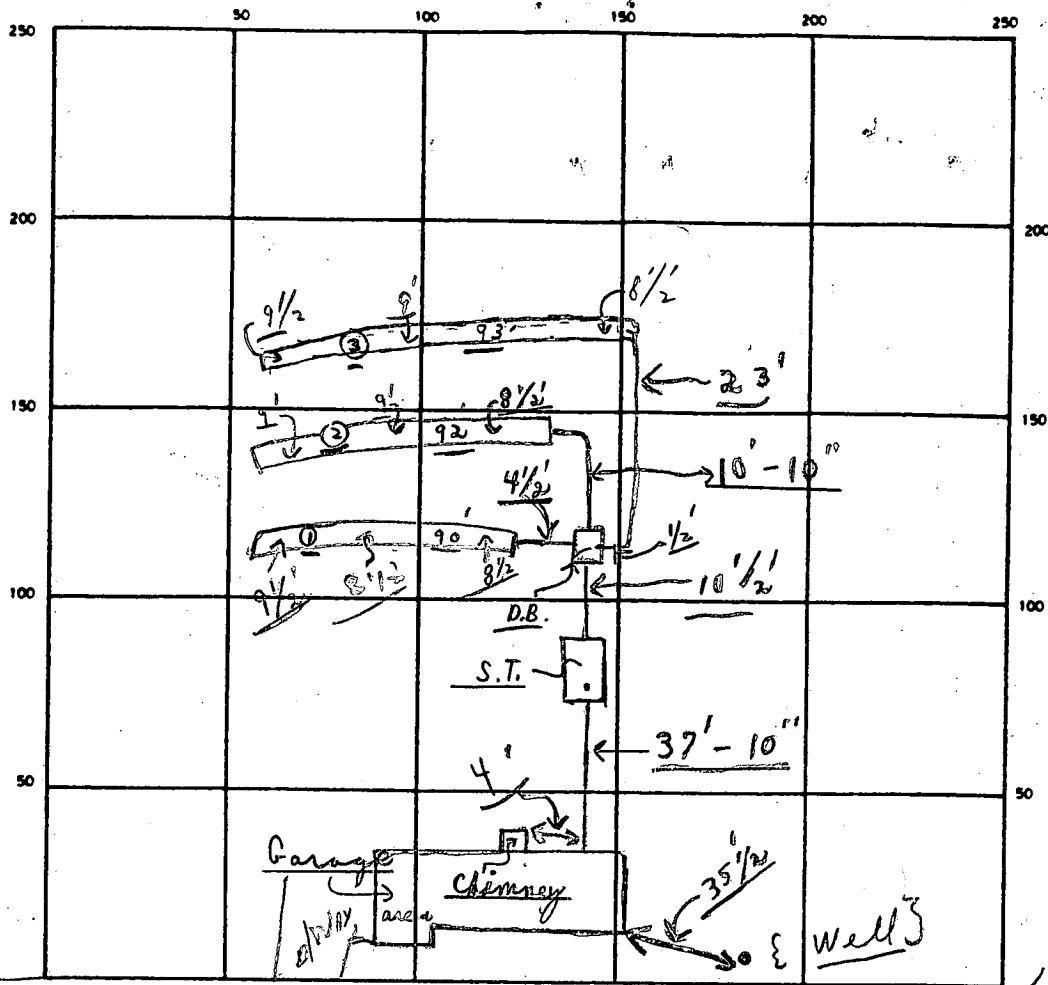 50 100 150 200 250
250
200 200
9 1/2 9' 8 1/2'
③ 93'
23'
150 150
9' 8 1/2'
② 92'
10'-10"
4 1/2'
① 90'
1/2'
9 1/2' 8 1/2' 8 1/2
10 1/2'
100 100
D.B.
S.T.
37'-10"
50 50
4'
Garage
Chimney
area
D/WAY
35 1/2'
{ Well }